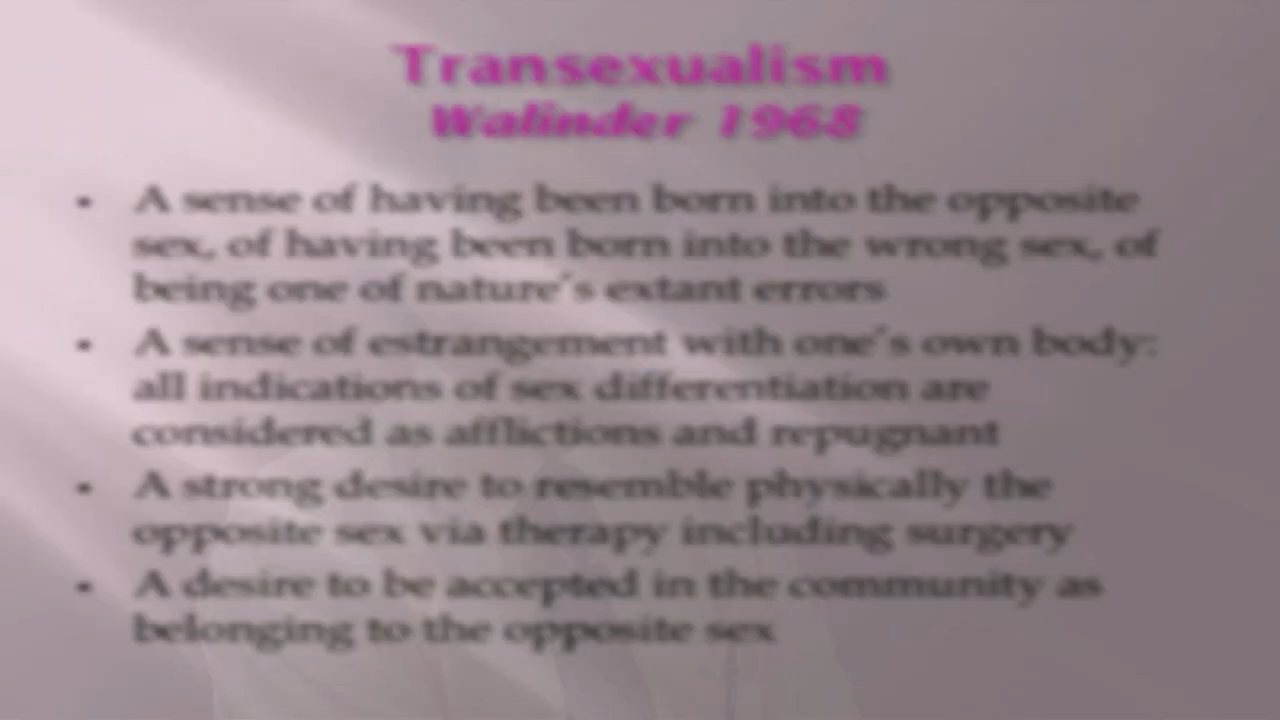 Transexualism
Walinder 1968
• A sense of having been born into the opposite
sex, of having been born into the wrong sex, of
being one of nature's extant errors
• A sense of estrangement with one's own body:
all indications of sex differentiation are
considered as afflictions and repugnant
• A strong desire to resemble physically the
opposite sex via therapy including surgery
• A desire to be accepted in the community as
belonging to the opposite sex